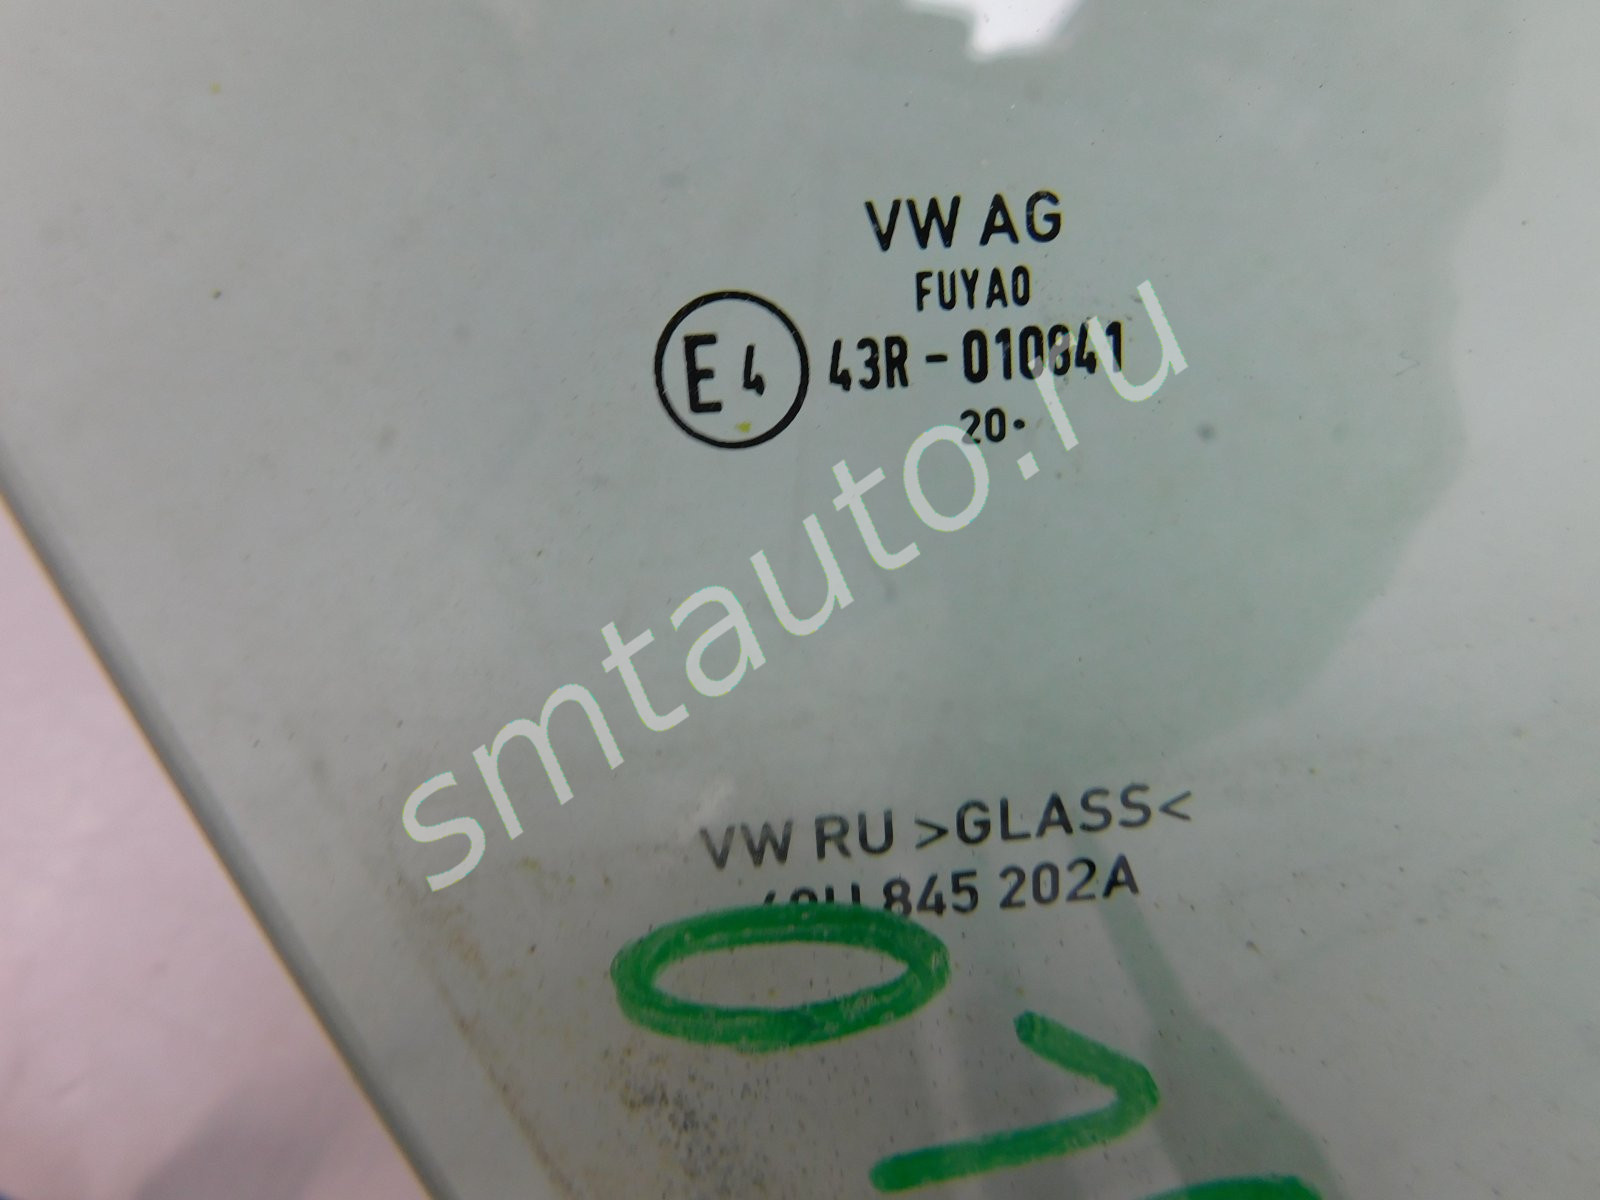 VW AG
FUYAO
E4 43R-010841
20•
smtauto.ru
VW RU >GLASS<
845 202A